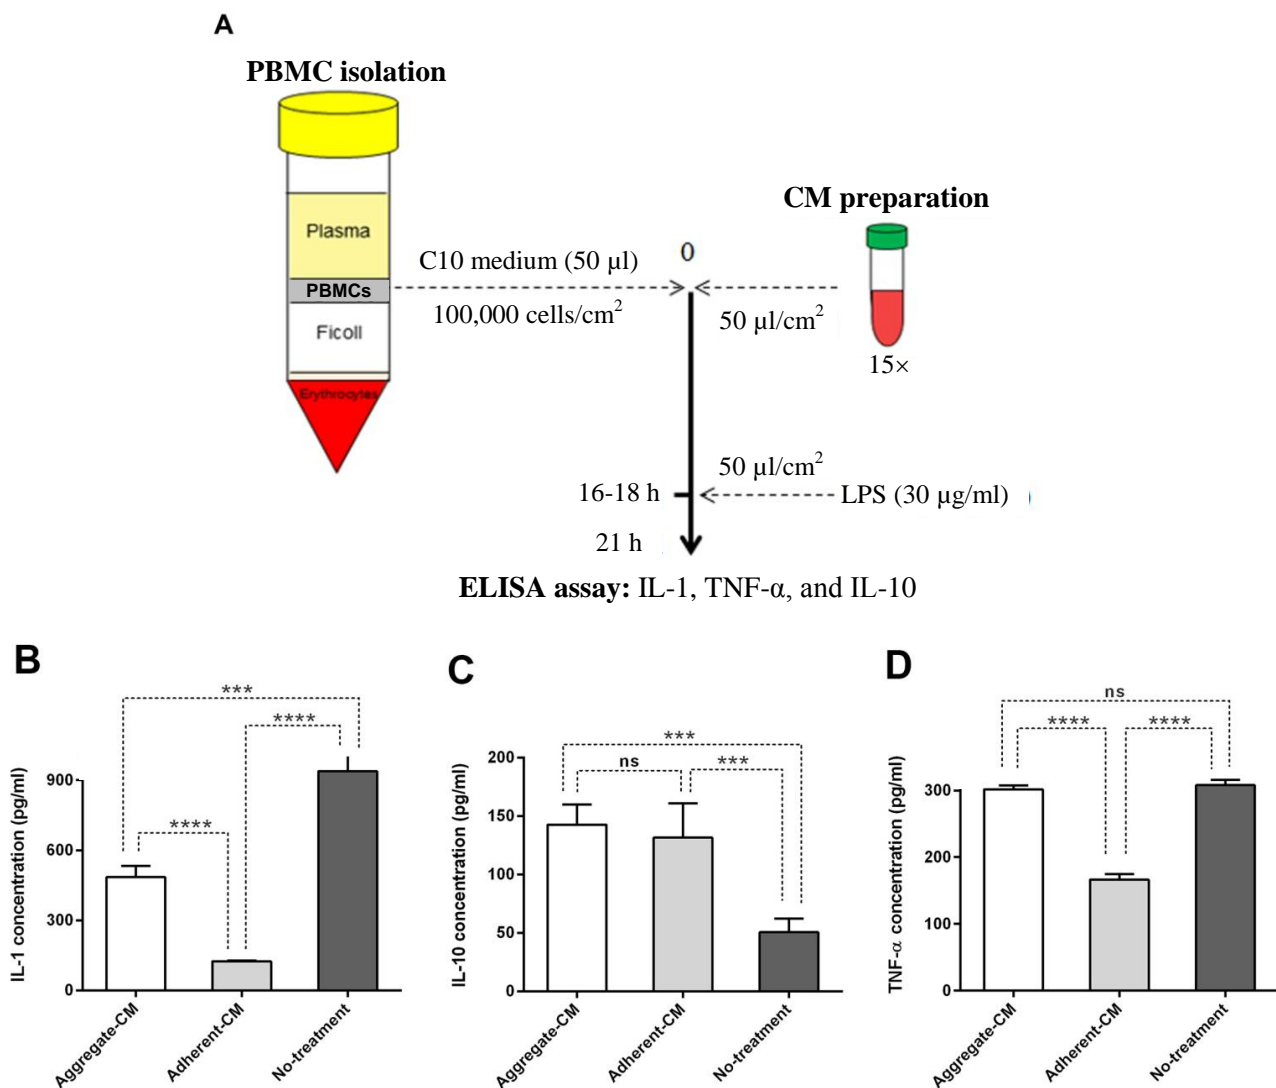 A
PBMC isolation
Plasma
PBMCs
Ficoll
Erythrocytes
C10 medium (50 µl)
100,000 cells/cm²
0
CM preparation
50 µl/cm²
15×
50 µl/cm²
16-18 h
LPS (30 µg/ml)
21 h
ELISA assay: IL-1, TNF-α, and IL-10
B
***
****
****
IL-1 concentration (pg/ml)
900
600
300
0
Aggregate-CM
Adherent-CM
No-treatment
C
***
ns
***
IL-10 concentration (pg/ml)
200
150
100
50
0
Aggregate-CM
Adherent-CM
No-treatment
D
ns
****
****
TNF-α concentration (pg/ml)
300
200
100
0
Aggregate-CM
Adherent-CM
No-treatment